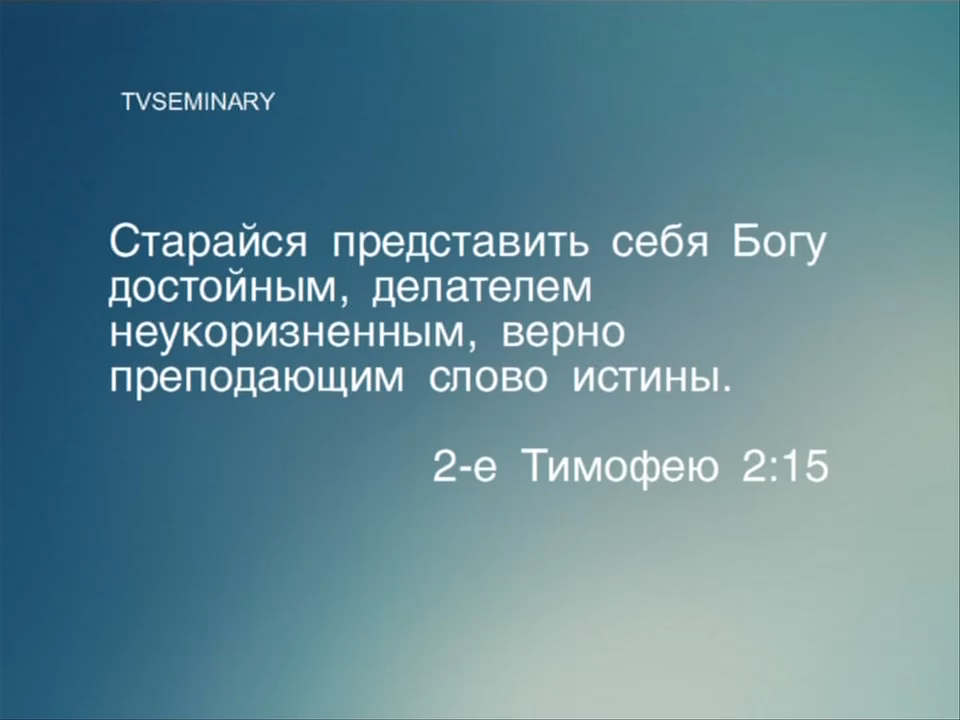 TVSEMINARY
Старайся представить себя Богу
достойным, делателем
неукоризненным, верно
преподающим слово истины.
2-е Тимофею 2:15